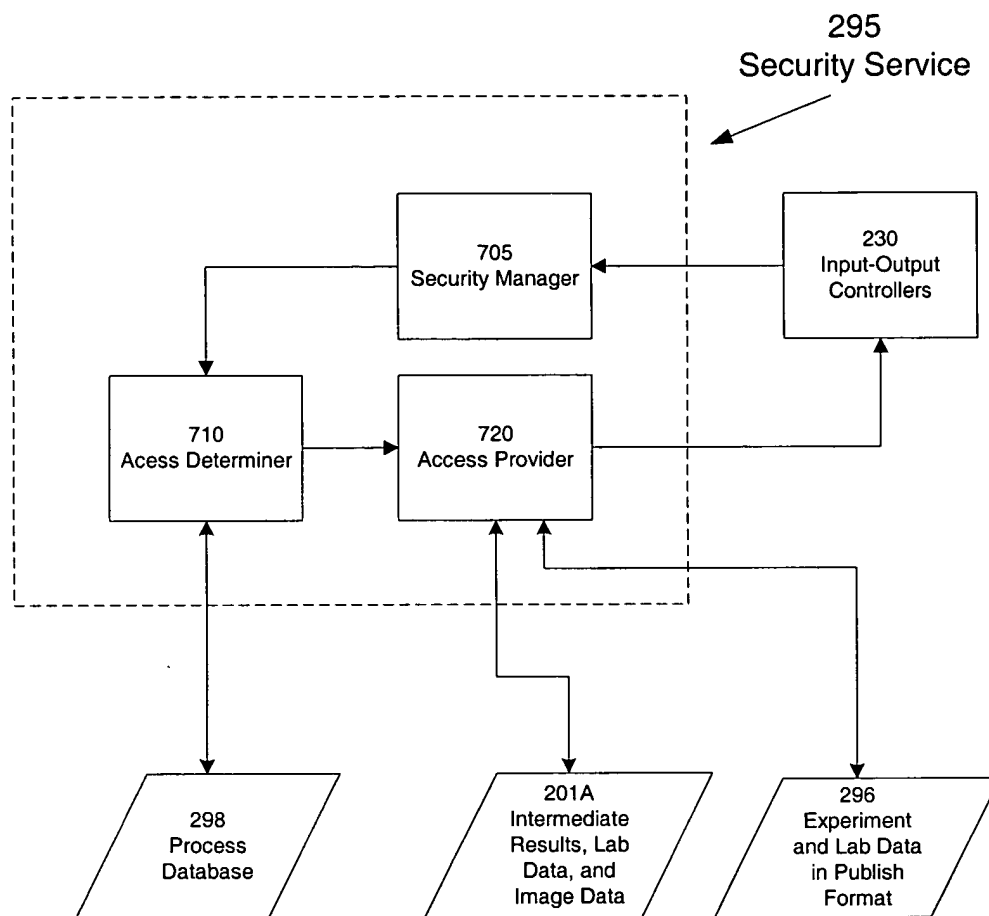 295
Security Service
705
Security Manager
230
Input-Output
Controllers
710
Acess Determiner
720
Access Provider
298
Process
Database
201A
Intermediate
Results, Lab
Data, and
Image Data
296
Experiment
and Lab Data
in Publish
Format